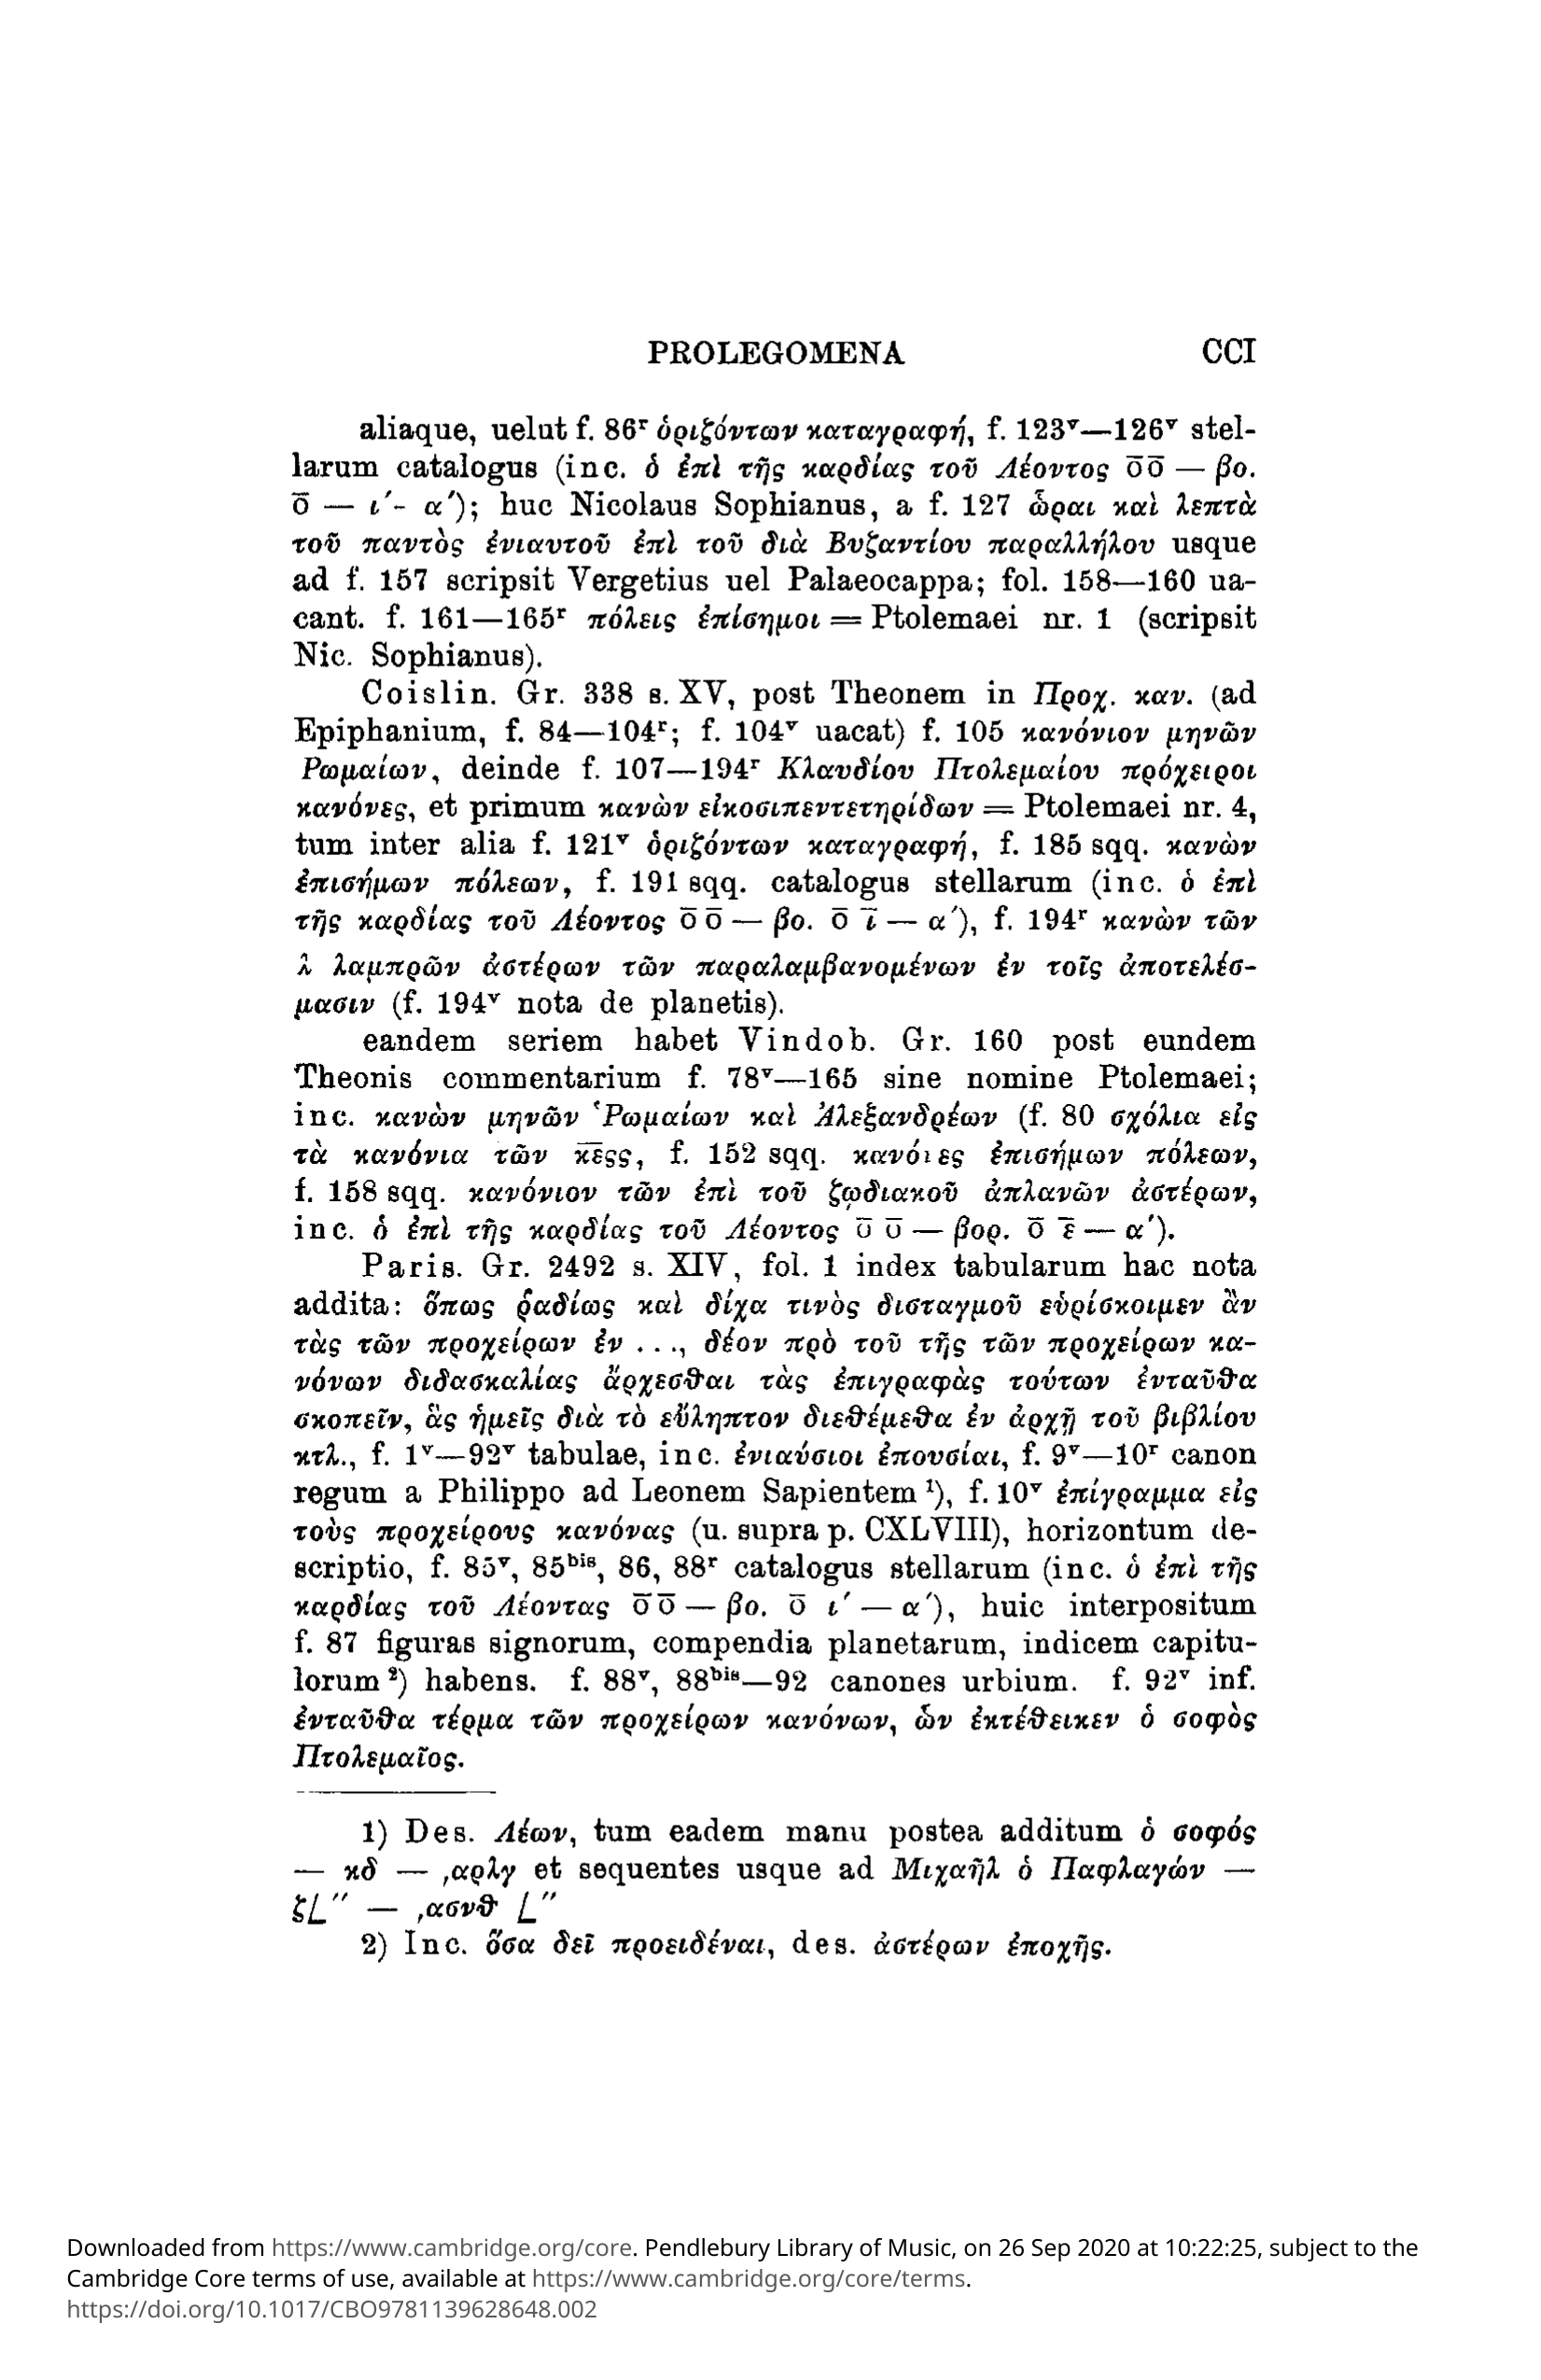 PROLEGOMENA CCI
aliaque, uelut f. 86ʳ ὁριζόντων καταγραφή, f. 123ᵛ—126ᵛ stel-
larum catalogus (inc. ὁ ἐπὶ τῆς καρδίας τοῦ Λέοντος ο̄ο̄ — βο.
ο̄ — ι´- α´); huc Nicolaus Sophianus, a f. 127 ὧραι καὶ λεπτὰ
τοῦ παντὸς ἐνιαυτοῦ ἐπὶ τοῦ διὰ Βυζαντίου παραλλήλου usque
ad f. 157 scripsit Vergetius uel Palaeocappa; fol. 158—160 ua-
cant. f. 161—165ʳ πόλεις ἐπίσημοι = Ptolemaei nr. 1 (scripsit
Nic. Sophianus).
Coislin. Gr. 338 s. XV, post Theonem in Προχ. καν. (ad
Epiphanium, f. 84—104ʳ; f. 104ᵛ uacat) f. 105 κανόνιον μηνῶν
Ρωμαίων, deinde f. 107—194ʳ Κλαυδίου Πτολεμαίου πρόχειροι
κανόνες, et primum κανὼν εἰκοσιπεντετηρίδων = Ptolemaei nr. 4,
tum inter alia f. 121ᵛ ὁριζόντων καταγραφή, f. 185 sqq. κανὼν
ἐπισήμων πόλεων, f. 191 sqq. catalogus stellarum (inc. ὁ ἐπὶ
τῆς καρδίας τοῦ Λέοντος ο̄ ο̄ — βο. ο̄ ῑ — α´), f. 194ʳ κανὼν τῶν
λ λαμπρῶν ἀστέρων τῶν παραλαμβανομένων ἐν τοῖς ἀποτελέσ-
μασιν (f. 194ᵛ nota de planetis).
eandem seriem habet Vindob. Gr. 160 post eundem
Theonis commentarium f. 78ᵛ—165 sine nomine Ptolemaei;
inc. κανὼν μηνῶν Ῥωμαίων καὶ Ἀλεξανδρέων (f. 80 σχόλια εἰς
τὰ κανόνια τῶν κ̄ε̄ςς, f. 152 sqq. κανόνες ἐπισήμων πόλεων,
f. 158 sqq. κανόνιον τῶν ἐπὶ τοῦ ζῳδιακοῦ ἀπλανῶν ἀστέρων,
inc. ὁ ἐπὶ τῆς καρδίας τοῦ Λέοντος ο̄ ο̄ — βορ. ο̄ ε̄ — α´).
Paris. Gr. 2492 s. XIV, fol. 1 index tabularum hac nota
addita: ὅπως ῥαδίως καὶ δίχα τινὸς δισταγμοῦ εὑρίσκοιμεν ἂν
τὰς τῶν προχείρων ἐν . . ., δέον πρὸ τοῦ τῆς τῶν προχείρων κα-
νόνων διδασκαλίας ἄρχεσθαι τὰς ἐπιγραφὰς τούτων ἐνταῦθα
σκοπεῖν, ἃς ἡμεῖς διὰ τὸ εὔληπτον διεθέμεθα ἐν ἀρχῇ τοῦ βιβλίου
κτλ., f. 1ᵛ—92ᵛ tabulae, inc. ἐνιαύσιοι ἐπουσίαι, f. 9ᵛ—10ʳ canon
regum a Philippo ad Leonem Sapientem ¹), f. 10ᵛ ἐπίγραμμα εἰς
τοὺς προχείρους κανόνας (u. supra p. CXLVIII), horizontum de-
scriptio, f. 85ᵛ, 85ᵇⁱˢ, 86, 88ʳ catalogus stellarum (inc. ὁ ἐπὶ τῆς
καρδίας τοῦ Λέοντας ο̄ ο̄ — βο. ο̄ ι´ — α´), huic interpositum
f. 87 figuras signorum, compendia planetarum, indicem capitu-
lorum ²) habens. f. 88ᵛ, 88ᵇⁱˢ—92 canones urbium. f. 92ᵛ inf.
ἐνταῦθα τέρμα τῶν προχείρων κανόνων, ὧν ἐκτέθεικεν ὁ σοφὸς
Πτολεμαῖος.
1) Des. Λέων, tum eadem manu postea additum ὁ σοφός
— κδ — ͵αρλγ et sequentes usque ad Μιχαῆλ ὁ Παφλαγών —
ζ∟″ — ͵ασνθ ∟″
2) Inc. ὅσα δεῖ προειδέναι, des. ἀστέρων ἐποχῆς.
Downloaded from https://www.cambridge.org/core. Pendlebury Library of Music, on 26 Sep 2020 at 10:22:25, subject to the
Cambridge Core terms of use, available at https://www.cambridge.org/core/terms.
https://doi.org/10.1017/CBO9781139628648.002